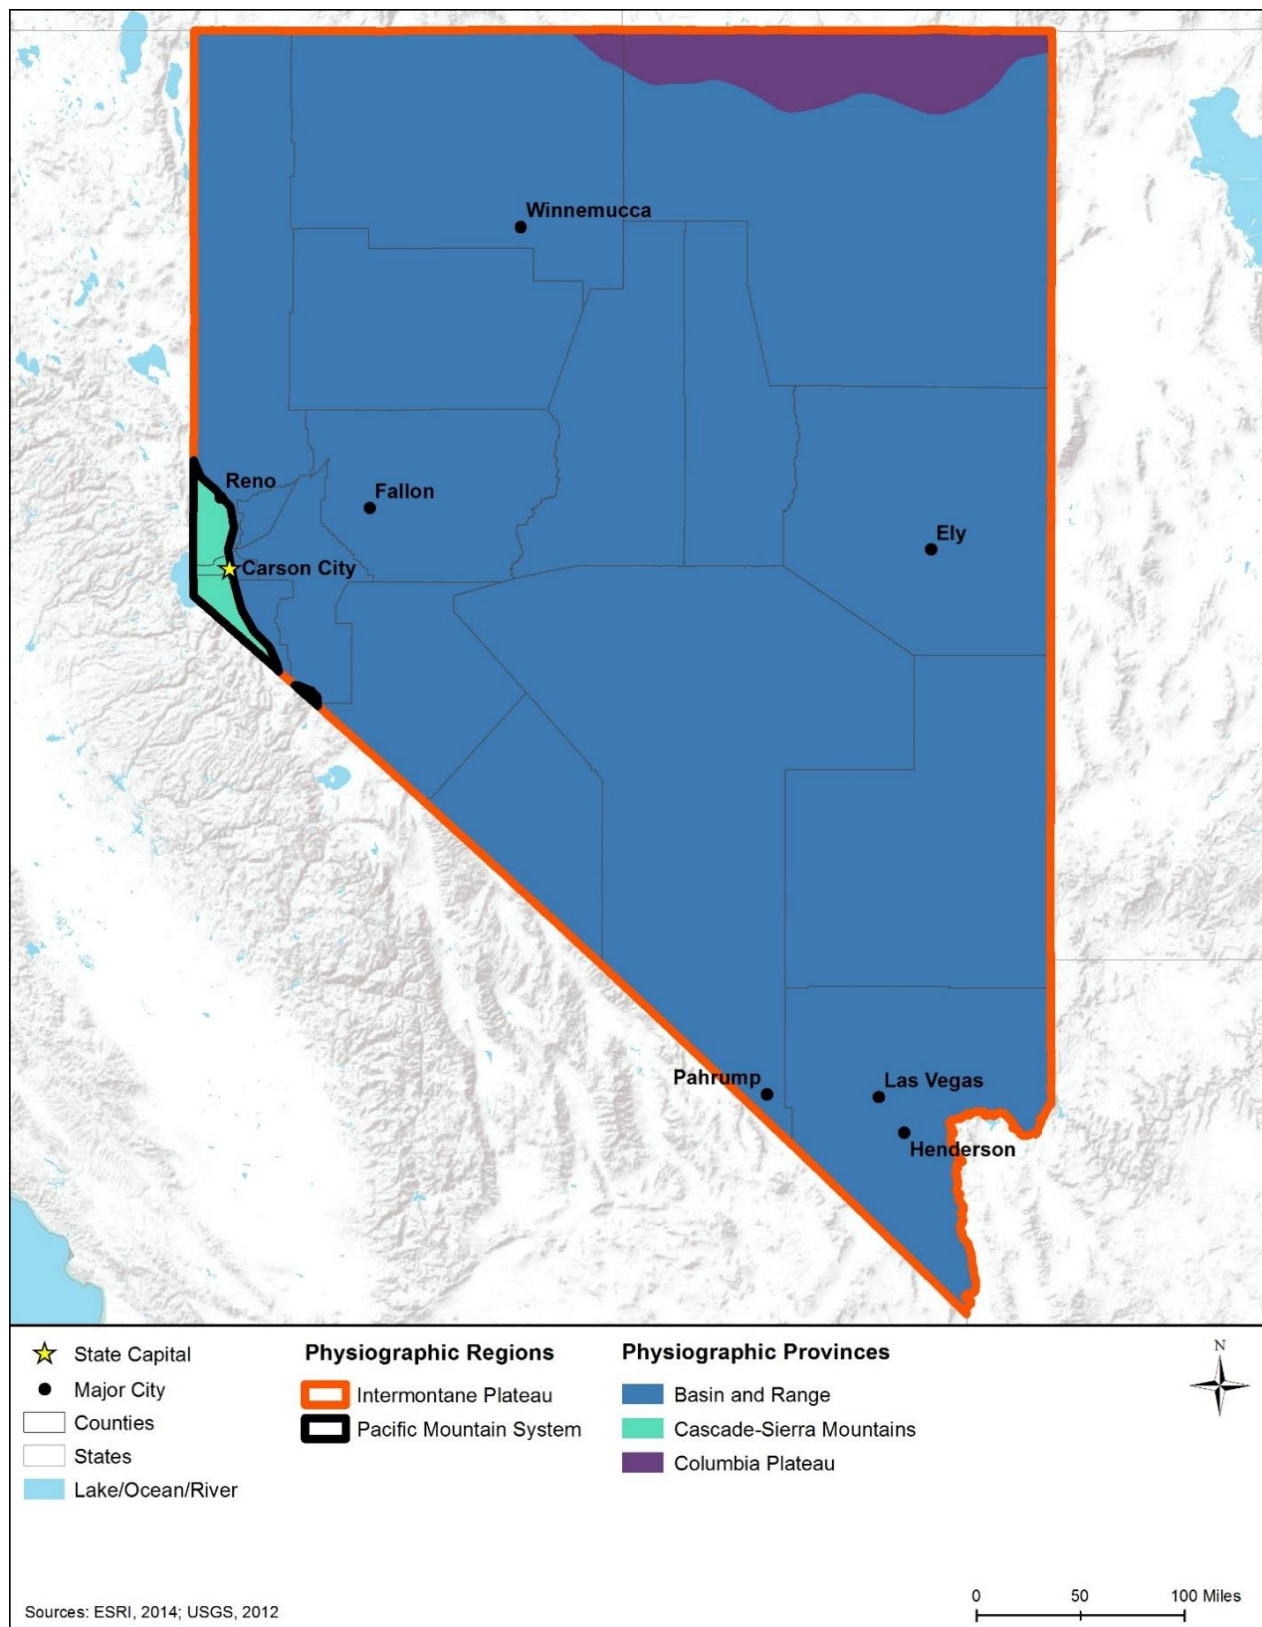 Winnemucca
Reno
Fallon
Ely
Carson City
Pahrump
Las Vegas
Henderson
State Capital
Major City
Counties
States
Lake/Ocean/River
Physiographic Regions
Intermontane Plateau
Pacific Mountain System
Physiographic Provinces
Basin and Range
Cascade-Sierra Mountains
Columbia Plateau
N
0 50 100 Miles
Sources: ESRI, 2014; USGS, 2012